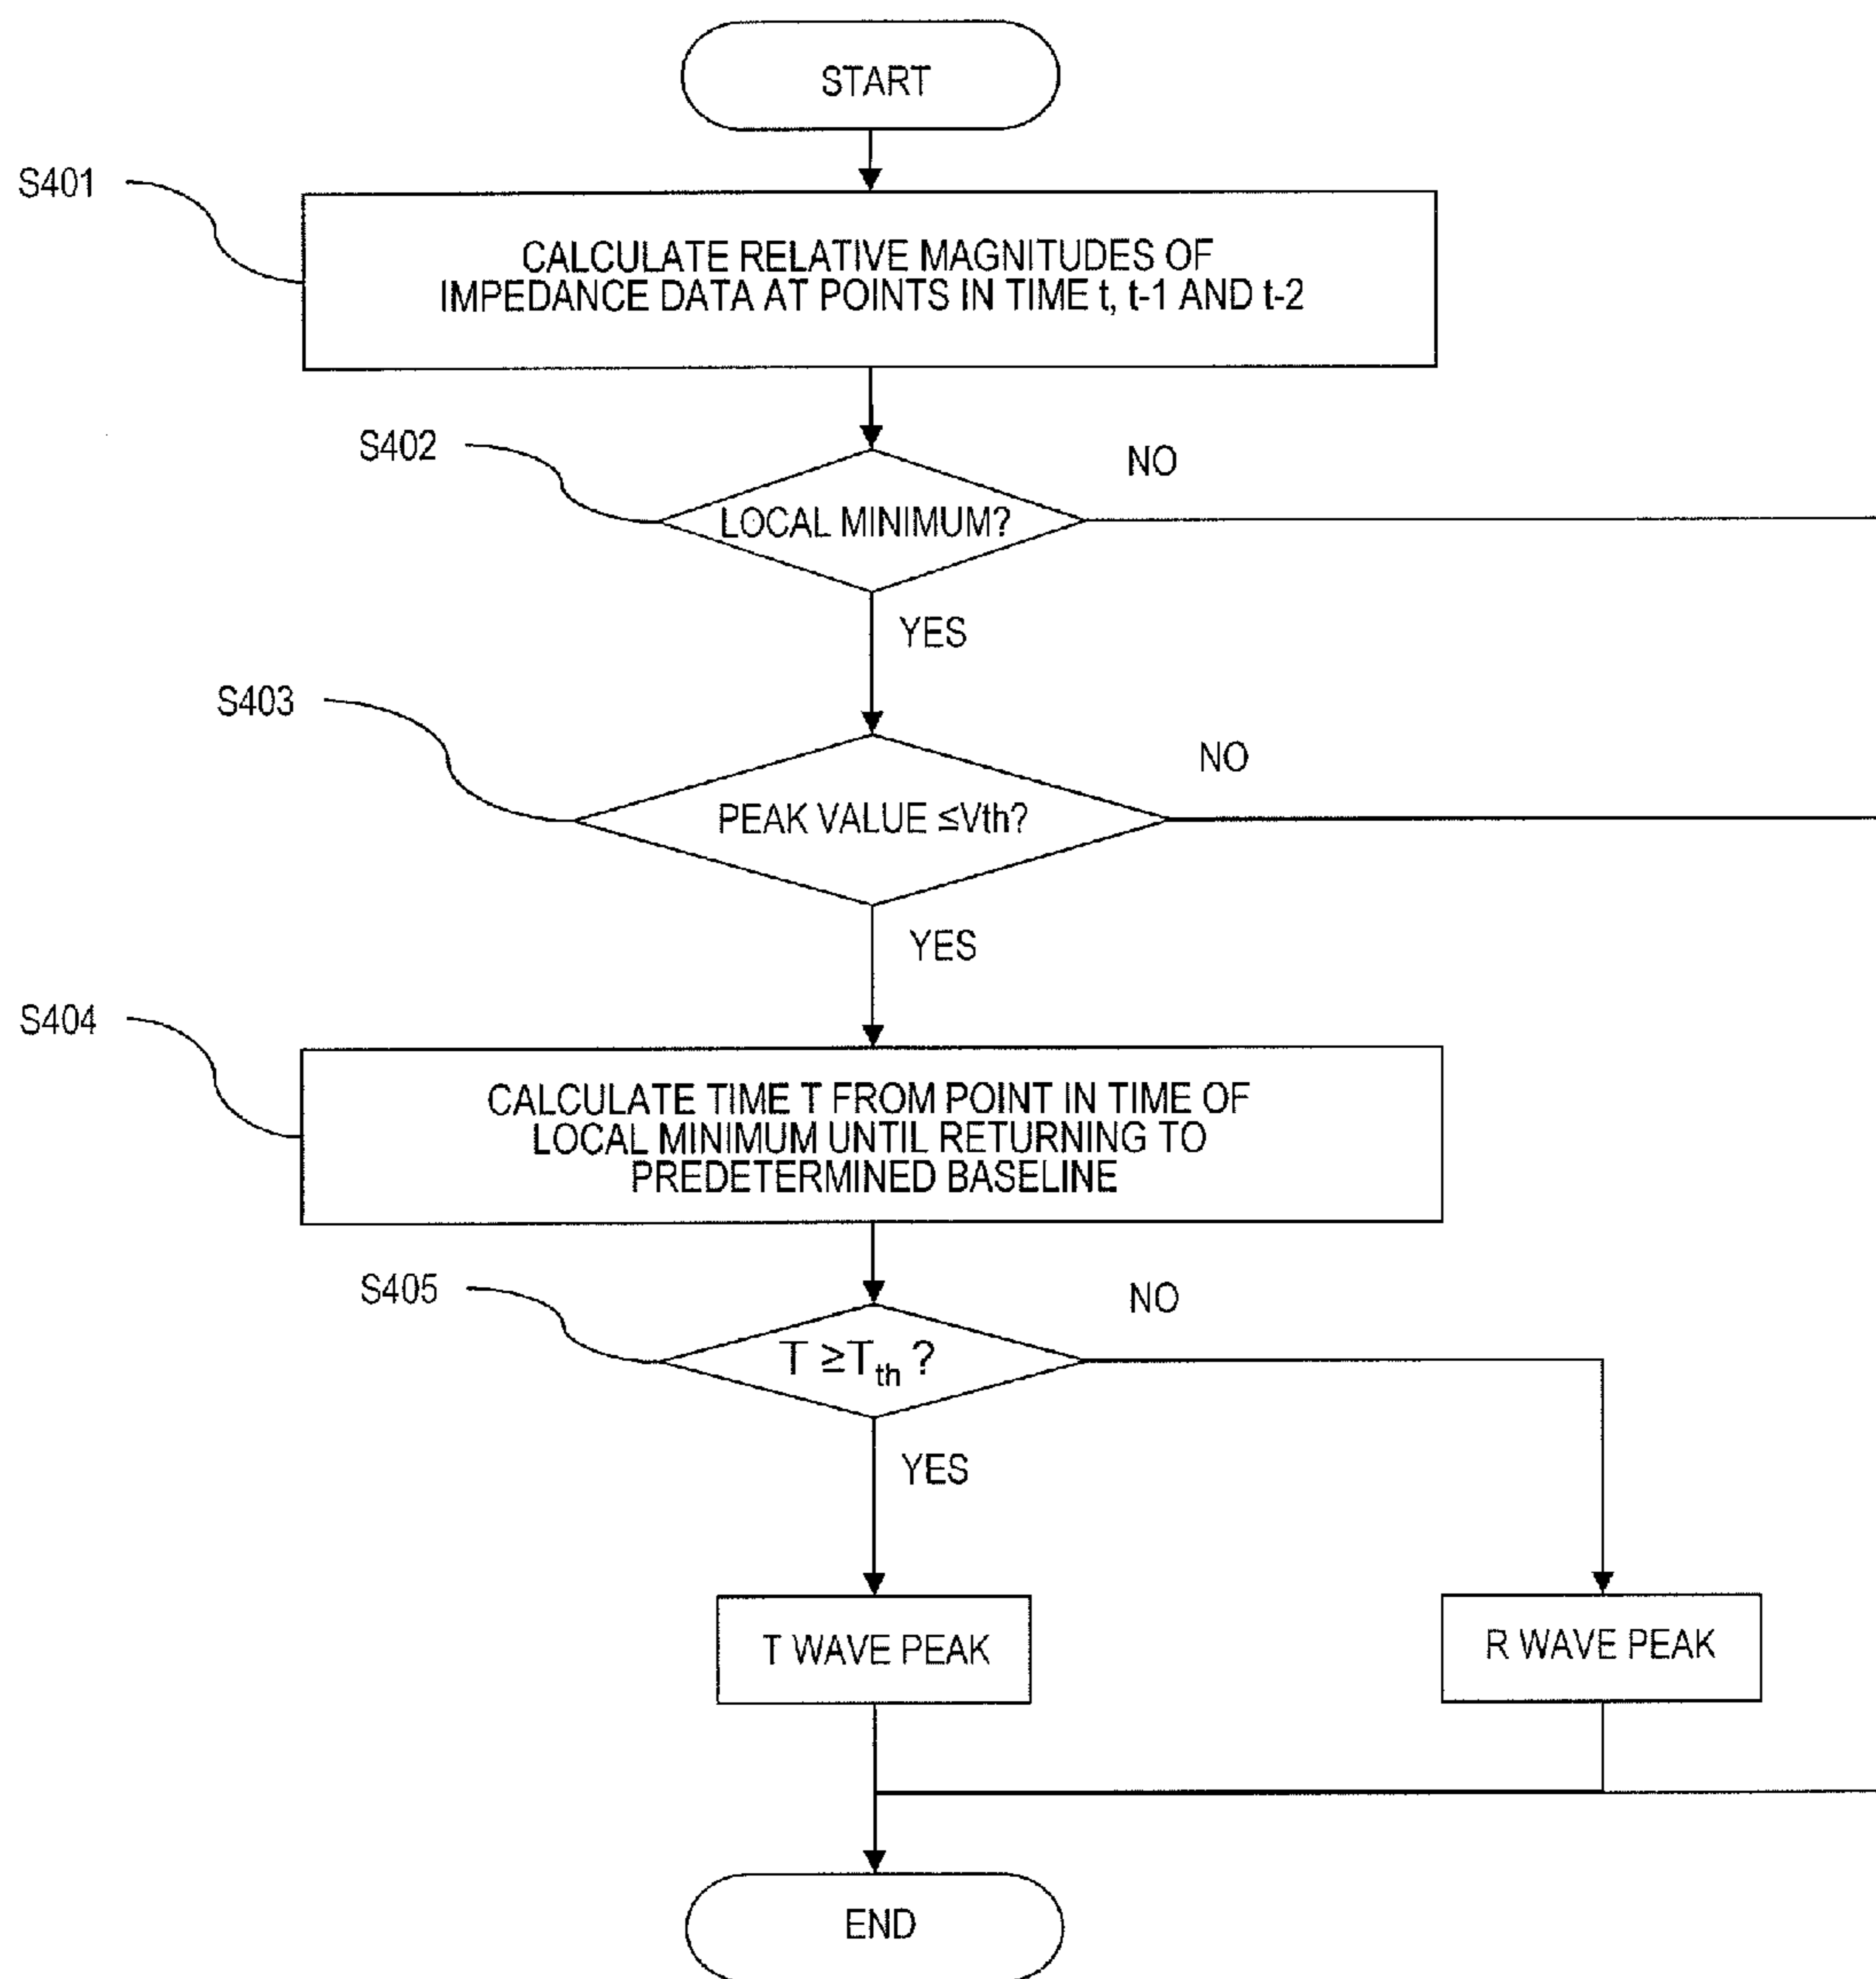 START
S401
CALCULATE RELATIVE MAGNITUDES OF
IMPEDANCE DATA AT POINTS IN TIME t, t-1 AND t-2
S402
NO
LOCAL MINIMUM?
YES
S403
NO
PEAK VALUE ≤Vth?
YES
S404
CALCULATE TIME T FROM POINT IN TIME OF
LOCAL MINIMUM UNTIL RETURNING TO
PREDETERMINED BASELINE
S405
NO
T ≥Tth ?
YES
T WAVE PEAK
R WAVE PEAK
END